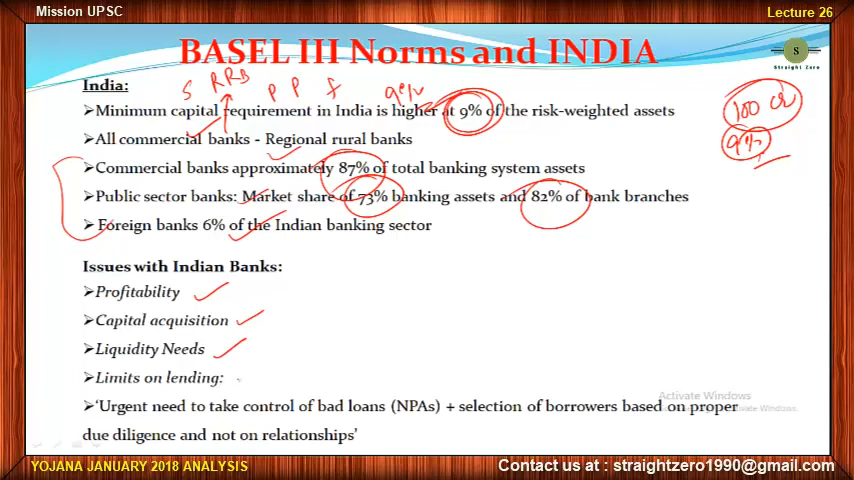 Mission UPSC
Lecture 26
BASEL III Norms and INDIA
S
Straight Zero
India:
S RRB P P F 9%
➢Minimum capital requirement in India is higher at 9% of the risk-weighted assets
100 cr
9%
➢All commercial banks - Regional rural banks
➢Commercial banks approximately 87% of total banking system assets
➢Public sector banks: Market share of 73% banking assets and 82% of bank branches
➢Foreign banks 6% of the Indian banking sector
Issues with Indian Banks:
➢Profitability
➢Capital acquisition
➢Liquidity Needs
➢Limits on lending:
➢'Urgent need to take control of bad loans (NPAs) + selection of borrowers based on proper
due diligence and not on relationships'
Activate Windows
Activate Windows.
YOJANA JANUARY 2018 ANALYSIS
Contact us at : straightzero1990@gmail.com